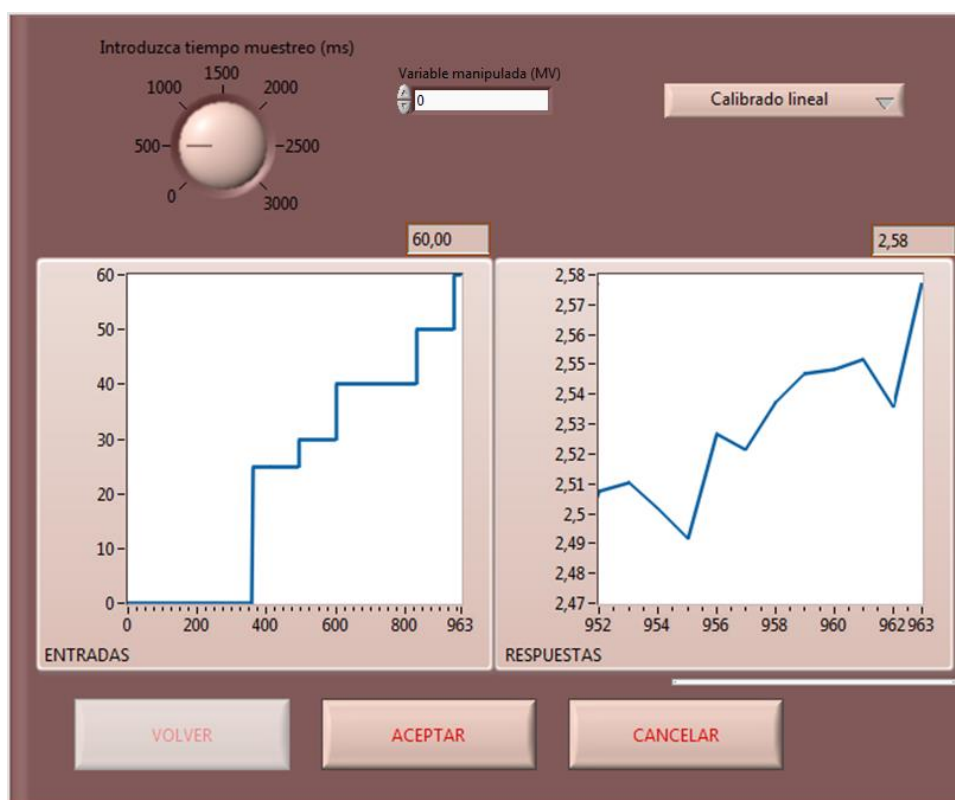 Introduzca tiempo muestreo (ms)
1500
1000
2000
500
2500
0
3000
Variable manipulada (MV)
0
Calibrado lineal
60,00
60
50
40
30
20
10
0
0 200 400 600 800 963
ENTRADAS
2,58
2,58
2,57
2,56
2,55
2,54
2,53
2,52
2,51
2,5
2,49
2,48
2,47
952 954 956 958 960 962 963
RESPUESTAS
VOLVER
ACEPTAR
CANCELAR